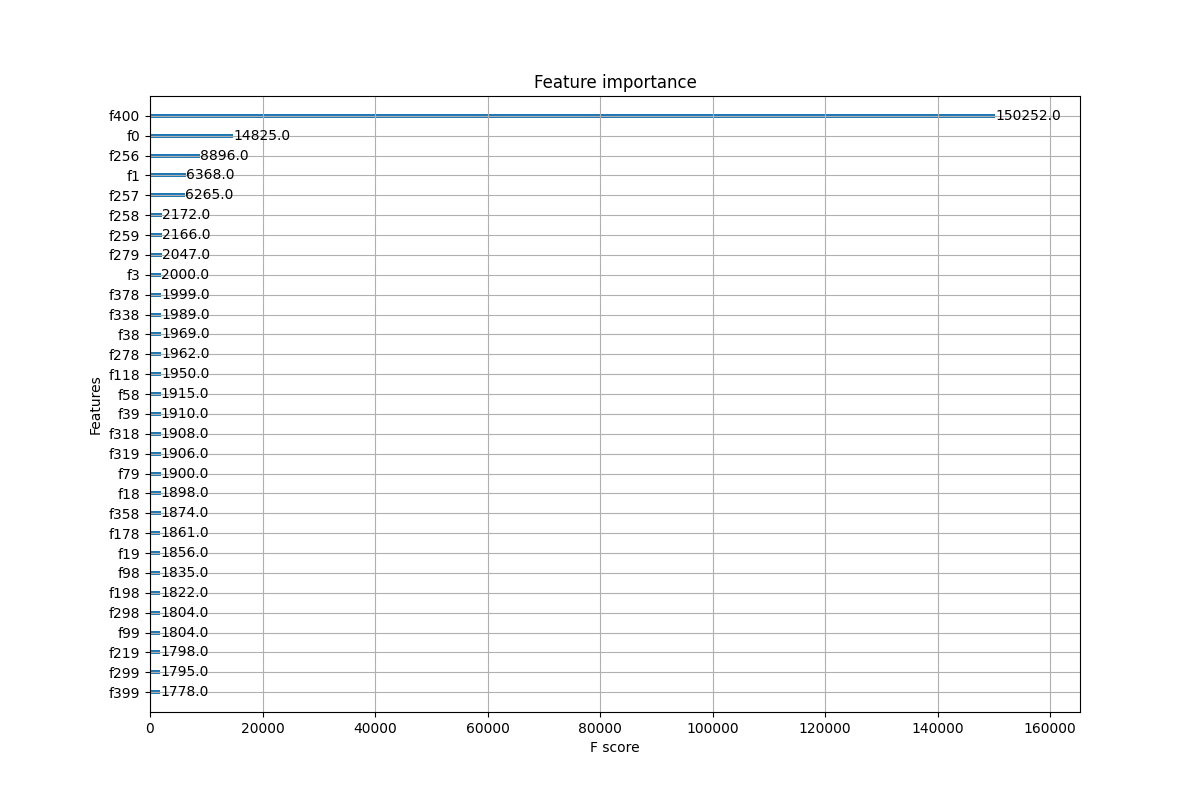 Feature importance
f400 150252.0
f0 14825.0
f256 8896.0
f1 6368.0
f257 6265.0
f258 2172.0
f259 2166.0
f279 2047.0
f3 2000.0
f378 1999.0
f338 1989.0
f38 1969.0
f278 1962.0
f118 1950.0
f58 1915.0
f39 1910.0
f318 1908.0
f319 1906.0
f79 1900.0
f18 1898.0
f358 1874.0
f178 1861.0
f19 1856.0
f98 1835.0
f198 1822.0
f298 1804.0
f99 1804.0
f219 1798.0
f299 1795.0
f399 1778.0
Features
0 20000 40000 60000 80000 100000 120000 140000 160000
F score